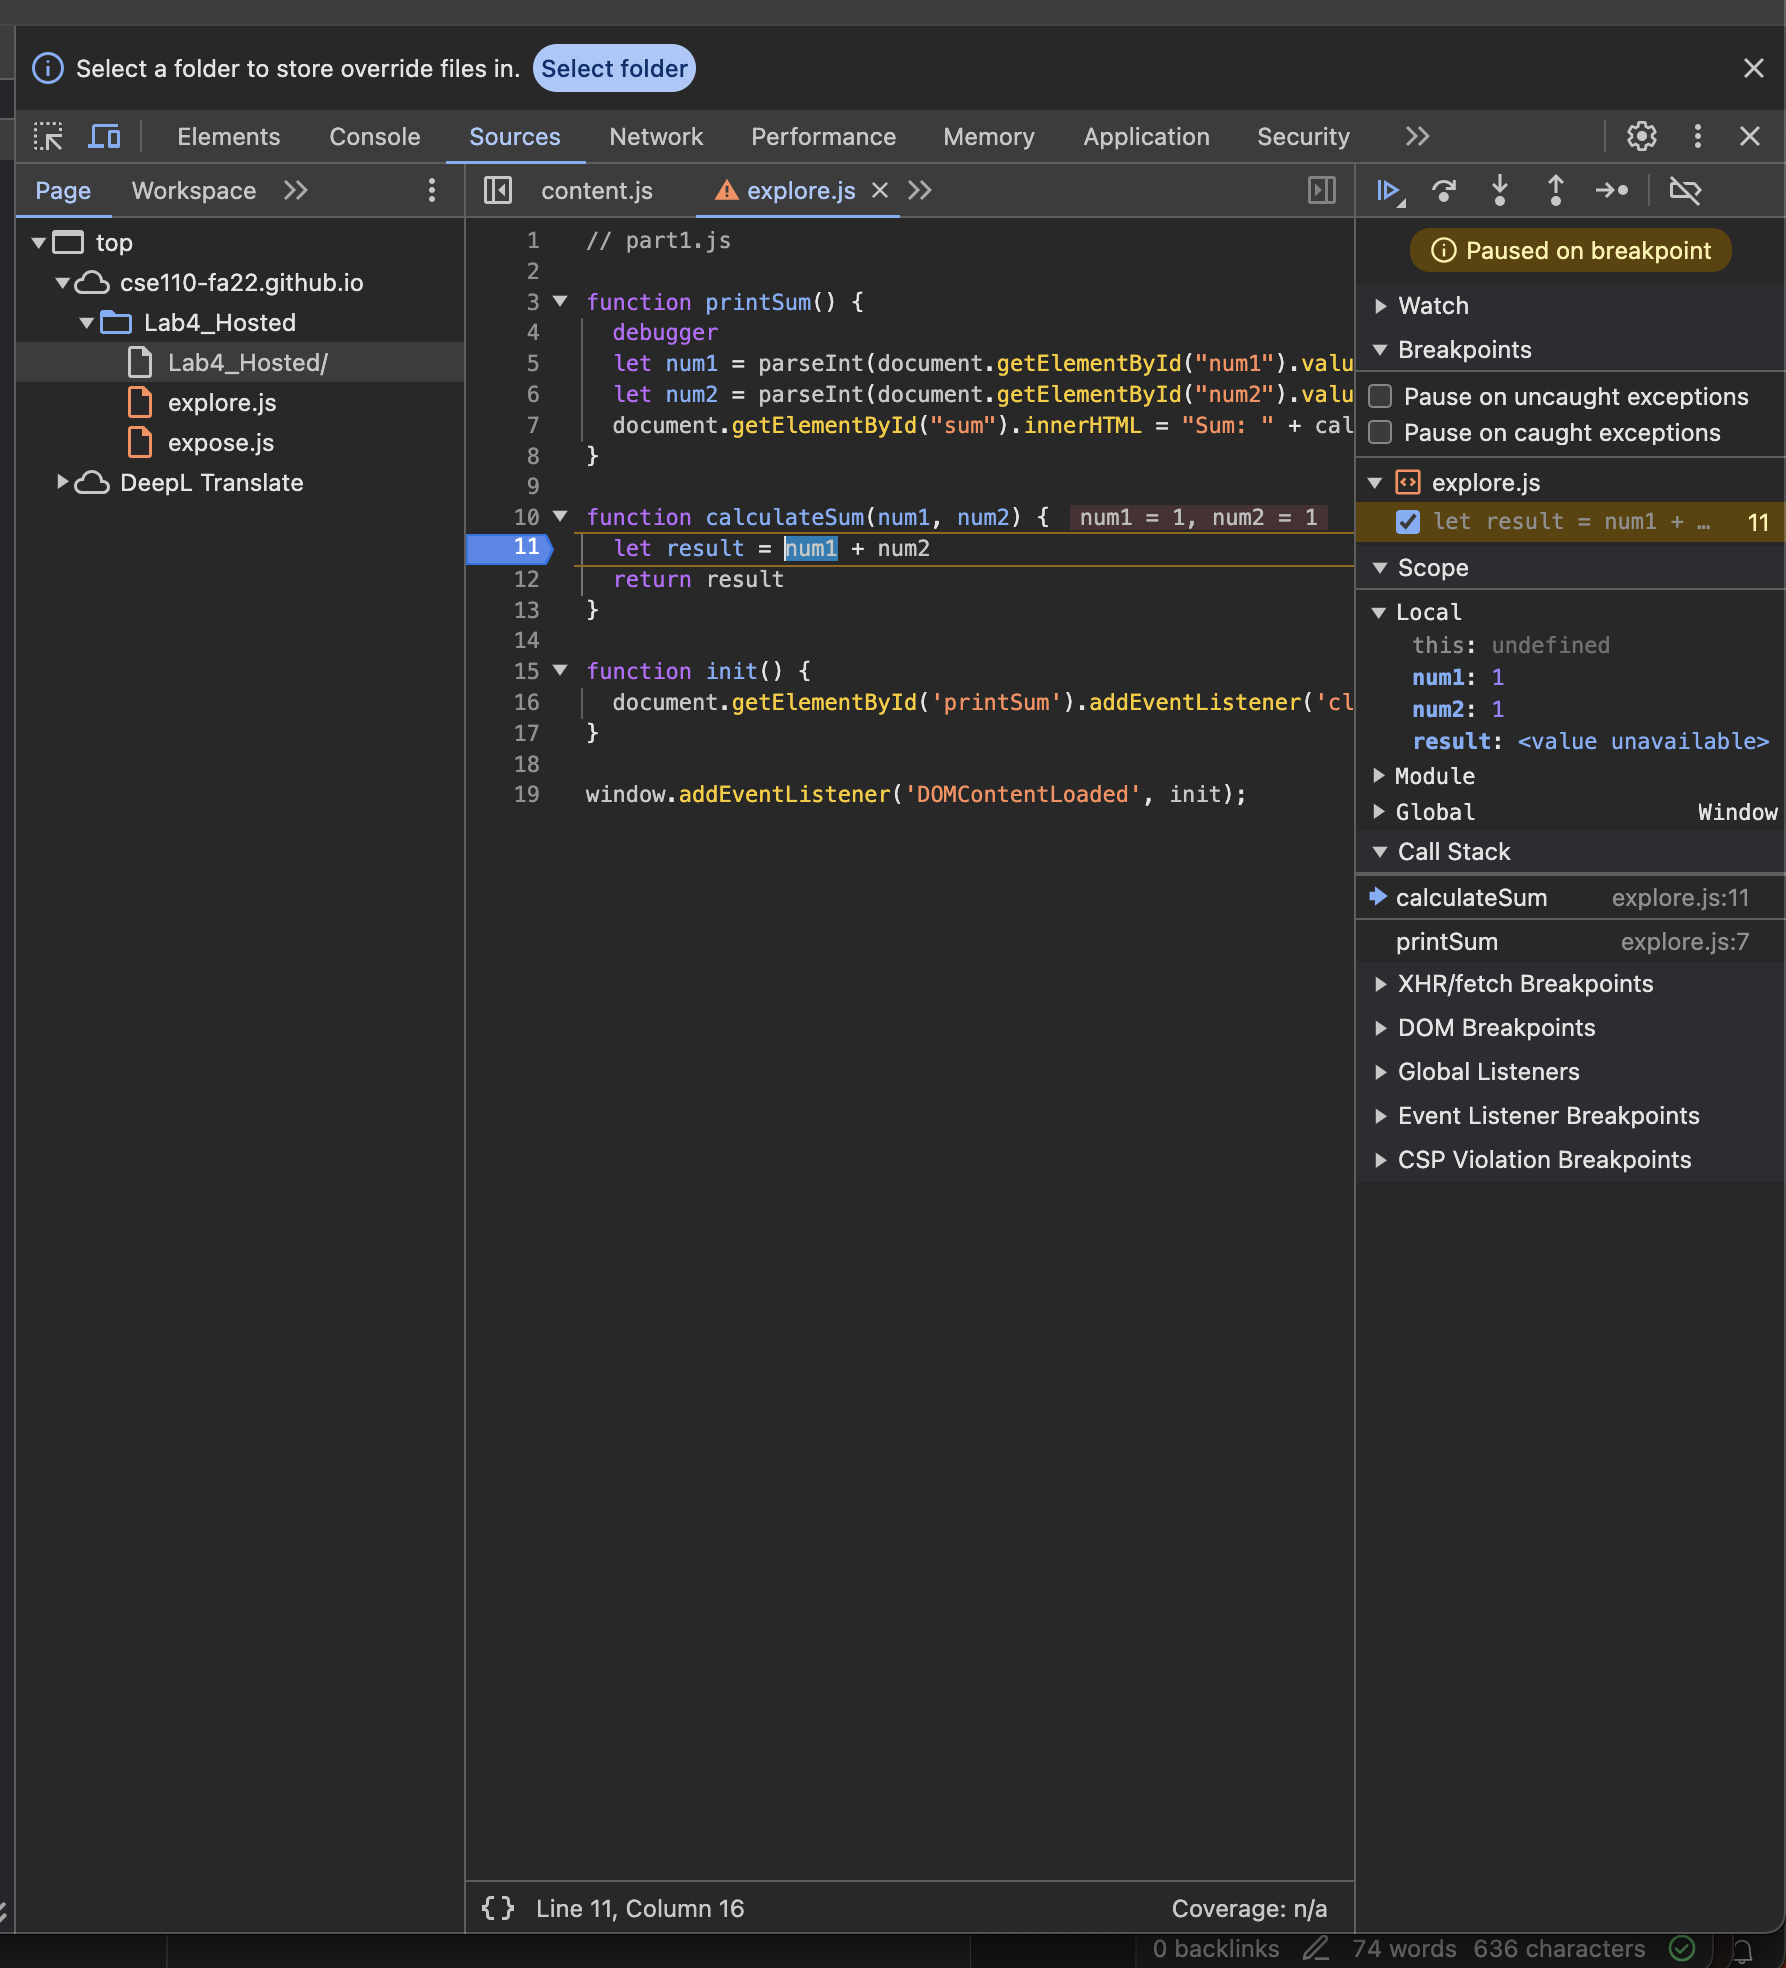 Select a folder to store override files in. Select folder
Elements Console Sources Network Performance Memory Application Security
Page Workspace
content.js explore.js
top
cse110-fa22.github.io
Lab4_Hosted
Lab4_Hosted/
explore.js
expose.js
DeepL Translate
1 // part1.js
2
3 function printSum() {
4 debugger
5 let num1 = parseInt(document.getElementById("num1").valu
6 let num2 = parseInt(document.getElementById("num2").valu
7 document.getElementById("sum").innerHTML = "Sum: " + cal
8 }
9
10 function calculateSum(num1, num2) { num1 = 1, num2 = 1
11 let result = num1 + num2
12 return result
13 }
14
15 function init() {
16 document.getElementById('printSum').addEventListener('cl
17 }
18
19 window.addEventListener('DOMContentLoaded', init);
{ } Line 11, Column 16 Coverage: n/a
Paused on breakpoint
Watch
Breakpoints
Pause on uncaught exceptions
Pause on caught exceptions
explore.js
let result = num1 + … 11
Scope
Local
this: undefined
num1: 1
num2: 1
result: <value unavailable>
Module
Global Window
Call Stack
calculateSum explore.js:11
printSum explore.js:7
XHR/fetch Breakpoints
DOM Breakpoints
Global Listeners
Event Listener Breakpoints
CSP Violation Breakpoints
0 backlinks 74 words 636 characters